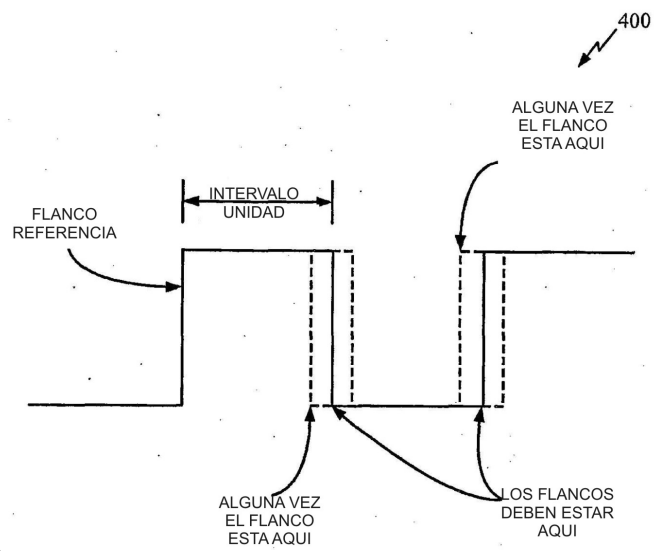 400
ALGUNA VEZ
EL FLANCO
ESTA AQUI
INTERVALO
UNIDAD
FLANCO
REFERENCIA
ALGUNA VEZ
EL FLANCO
ESTA AQUI
LOS FLANCOS
DEBEN ESTAR
AQUI